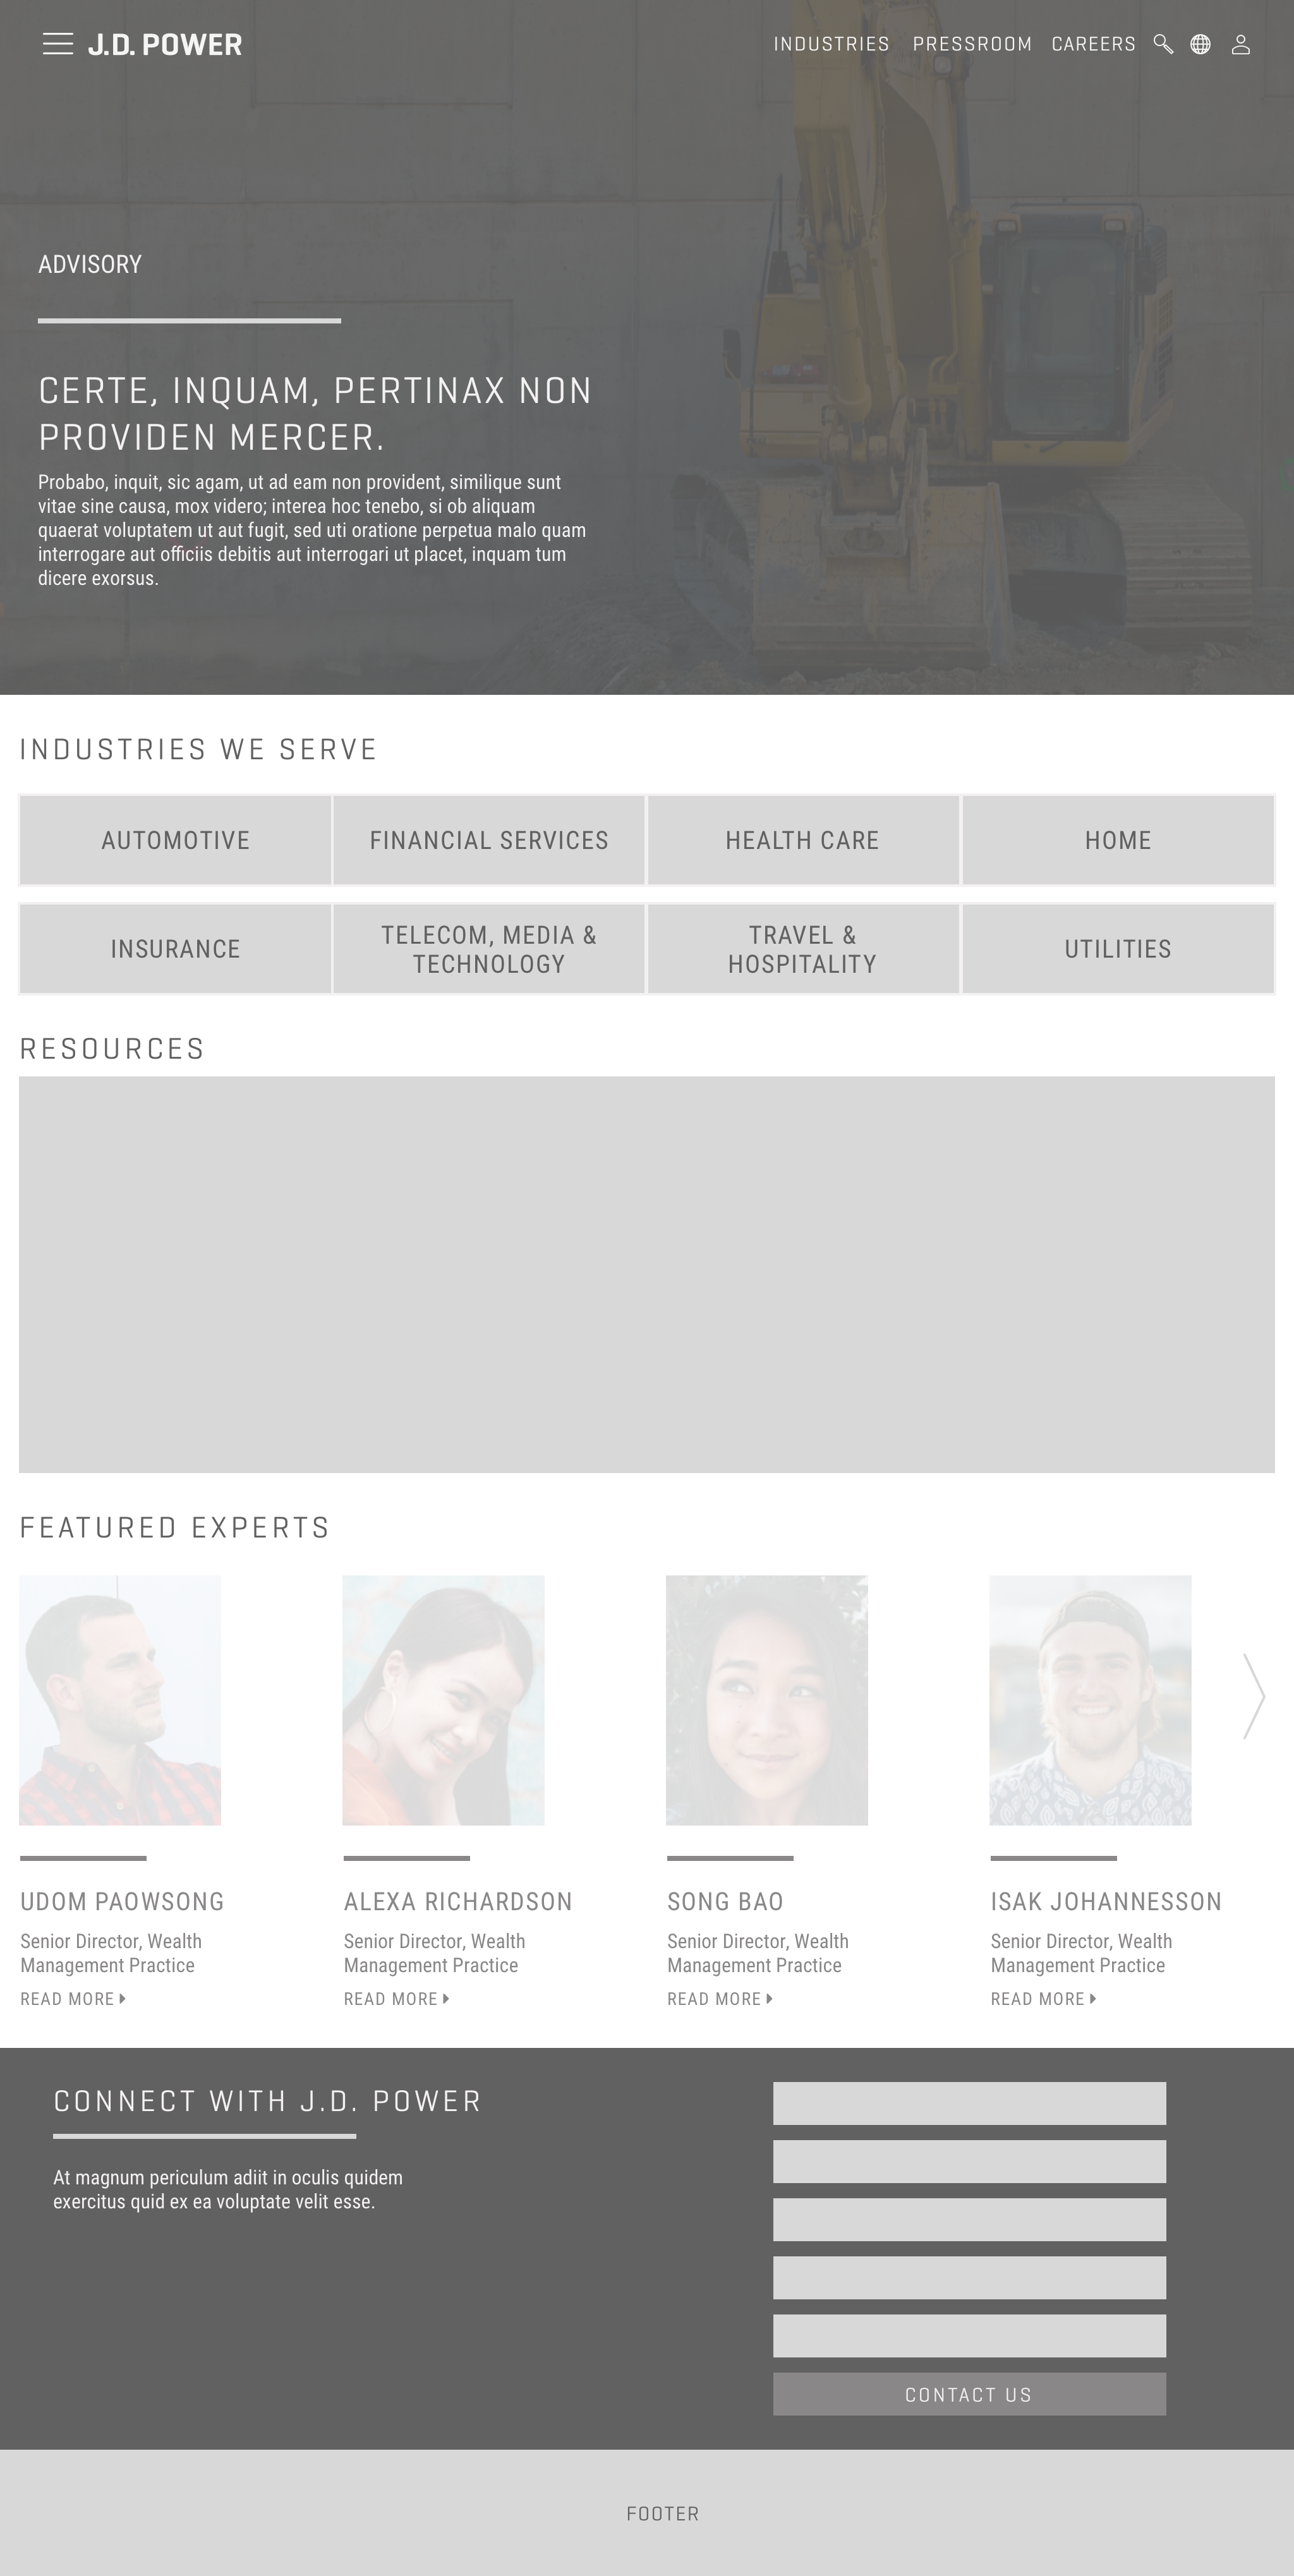 J.D. POWER
INDUSTRIES PRESSROOM CAREERS
ADVISORY
CERTE, INQUAM, PERTINAX NON
PROVIDEN MERCER.
Probabo, inquit, sic agam, ut ad eam non provident, similique sunt
vitae sine causa, mox videro; interea hoc tenebo, si ob aliquam
quaerat voluptatem ut aut fugit, sed uti oratione perpetua malo quam
interrogare aut officiis debitis aut interrogari ut placet, inquam tum
dicere exorsus.
INDUSTRIES WE SERVE
AUTOMOTIVE
FINANCIAL SERVICES
HEALTH CARE
HOME
INSURANCE
TELECOM, MEDIA &
TECHNOLOGY
TRAVEL &
HOSPITALITY
UTILITIES
RESOURCES
FEATURED EXPERTS
UDOM PAOWSONG
Senior Director, Wealth
Management Practice
READ MORE
ALEXA RICHARDSON
Senior Director, Wealth
Management Practice
READ MORE
SONG BAO
Senior Director, Wealth
Management Practice
READ MORE
ISAK JOHANNESSON
Senior Director, Wealth
Management Practice
READ MORE
CONNECT WITH J.D. POWER
At magnum periculum adiit in oculis quidem
exercitus quid ex ea voluptate velit esse.
CONTACT US
FOOTER